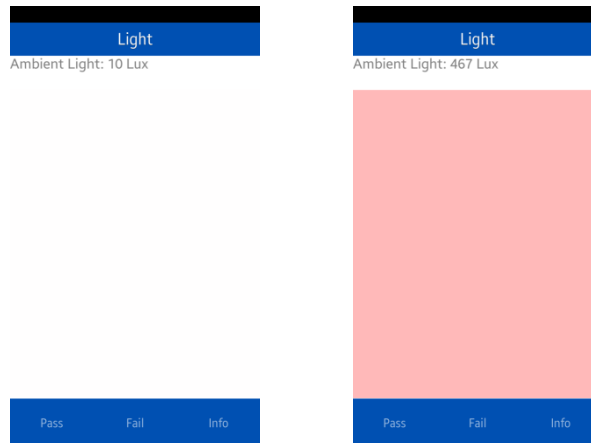 Light
Ambient Light: 10 Lux
Pass Fail Info
Light
Ambient Light: 467 Lux
Pass Fail Info